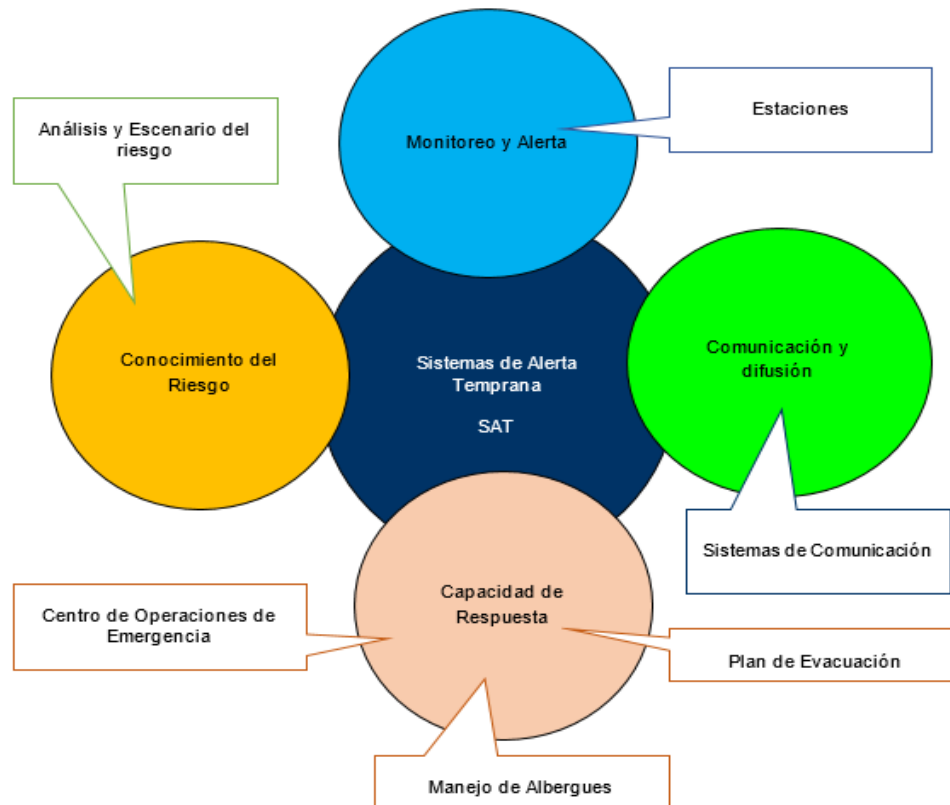 Estaciones
Análisis y Escenario del
riesgo
Monitoreo y Alerta
Conocimiento del
Riesgo
Sistemas de Alerta
Temprana
SAT
Comunicación y
difusión
Sistemas de Comunicación
Capacidad de
Respuesta
Centro de Operaciones de
Emergencia
Plan de Evacuación
Manejo de Albergues